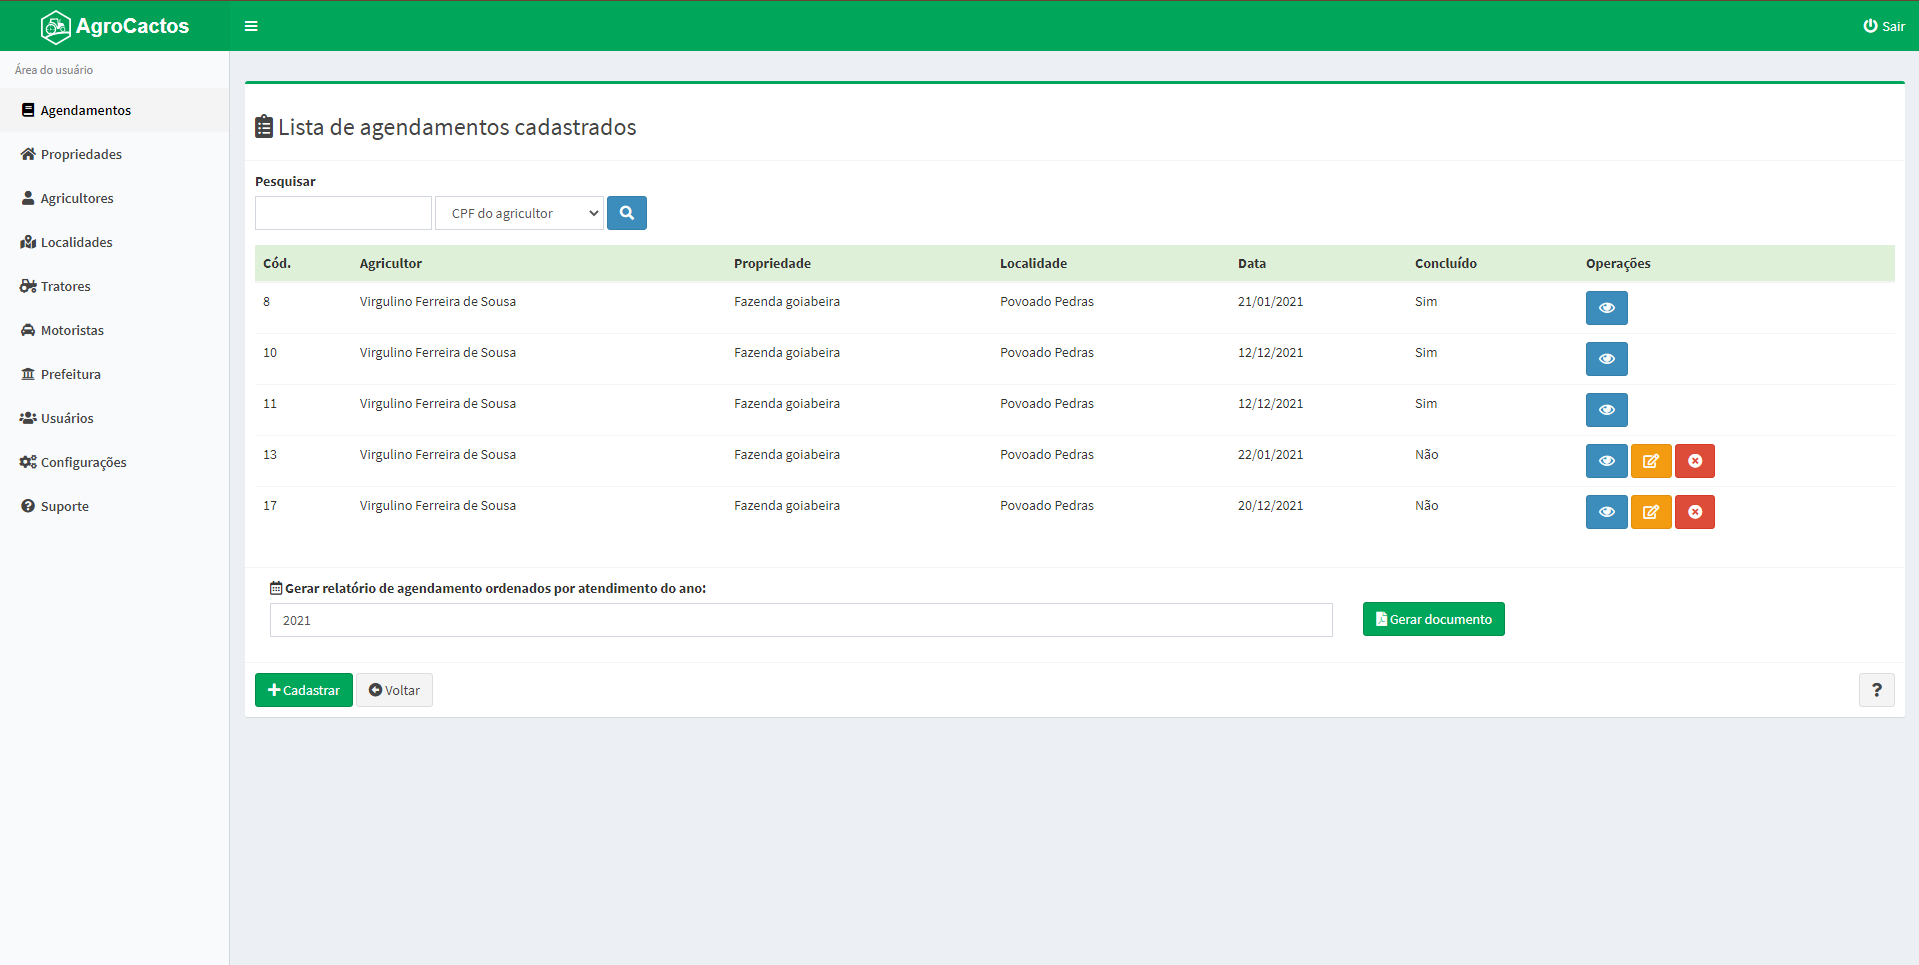 AgroCactos
Sair
Área do usuário
Agendamentos
Propriedades
Agricultores
Localidades
Tratores
Motoristas
Prefeitura
Usuários
Configurações
Suporte
Lista de agendamentos cadastrados
Pesquisar
CPF do agricultor
Cód. Agricultor Propriedade Localidade Data Concluído Operações
8 Virgulino Ferreira de Sousa Fazenda goiabeira Povoado Pedras 21/01/2021 Sim
10 Virgulino Ferreira de Sousa Fazenda goiabeira Povoado Pedras 12/12/2021 Sim
11 Virgulino Ferreira de Sousa Fazenda goiabeira Povoado Pedras 12/12/2021 Sim
13 Virgulino Ferreira de Sousa Fazenda goiabeira Povoado Pedras 22/01/2021 Não
17 Virgulino Ferreira de Sousa Fazenda goiabeira Povoado Pedras 20/12/2021 Não
Gerar relatório de agendamento ordenados por atendimento do ano:
2021
Gerar documento
Cadastrar
Voltar
?